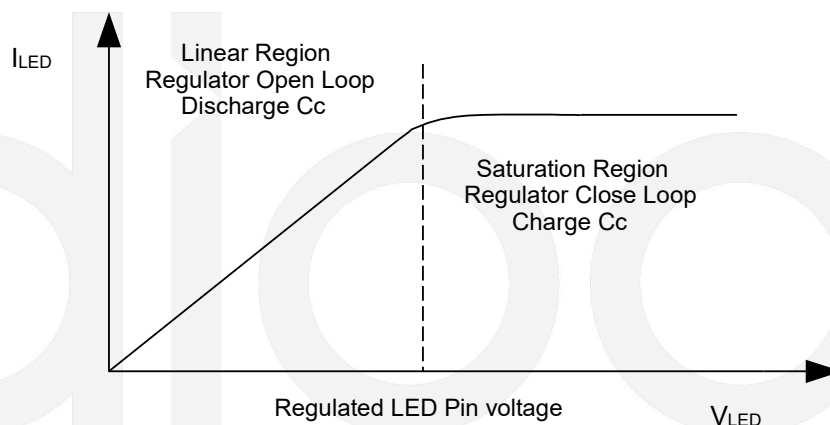 ILED
Linear Region
Regulator Open Loop
Discharge Cc
Saturation Region
Regulator Close Loop
Charge Cc
Regulated LED Pin voltage
VLED